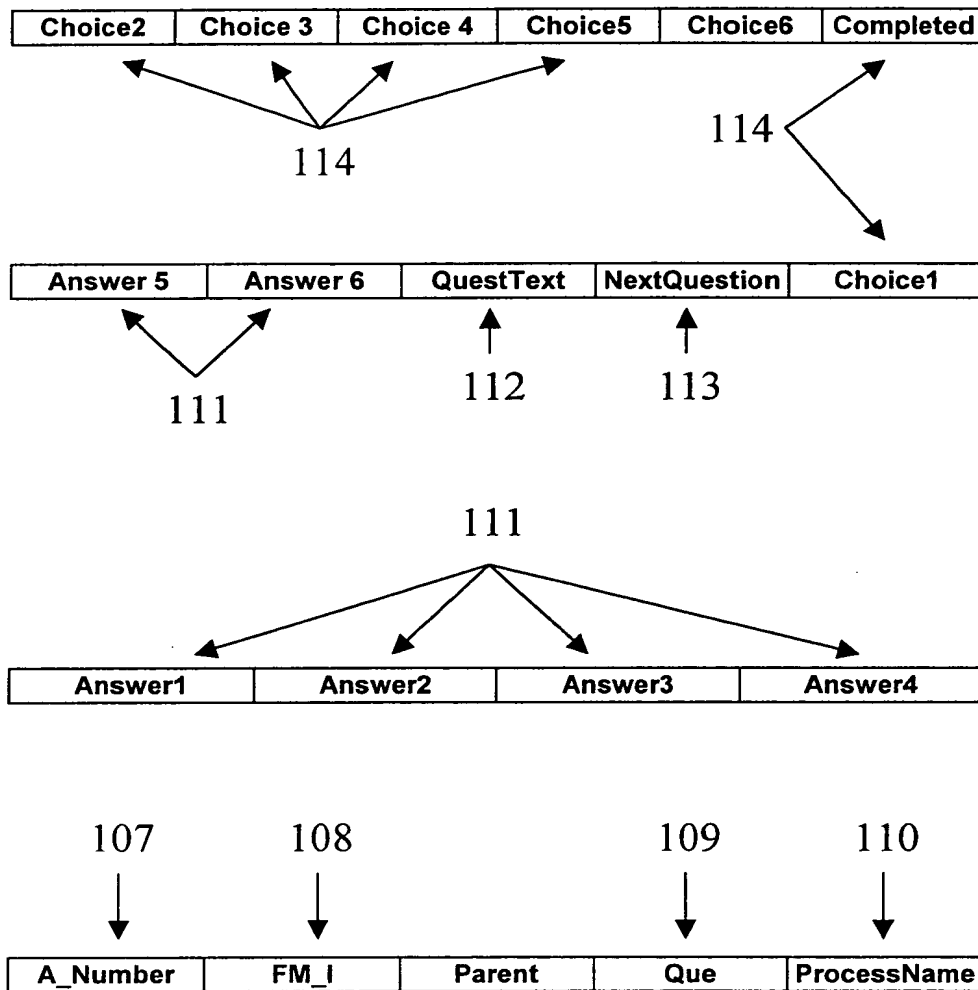 Choice2 Choice 3 Choice 4 Choice5 Choice6 Completed
114 114
Answer 5 Answer 6 QuestText NextQuestion Choice1
111 112 113
111
Answer1 Answer2 Answer3 Answer4
107 108 109 110
A_Number FM_I Parent Que ProcessName